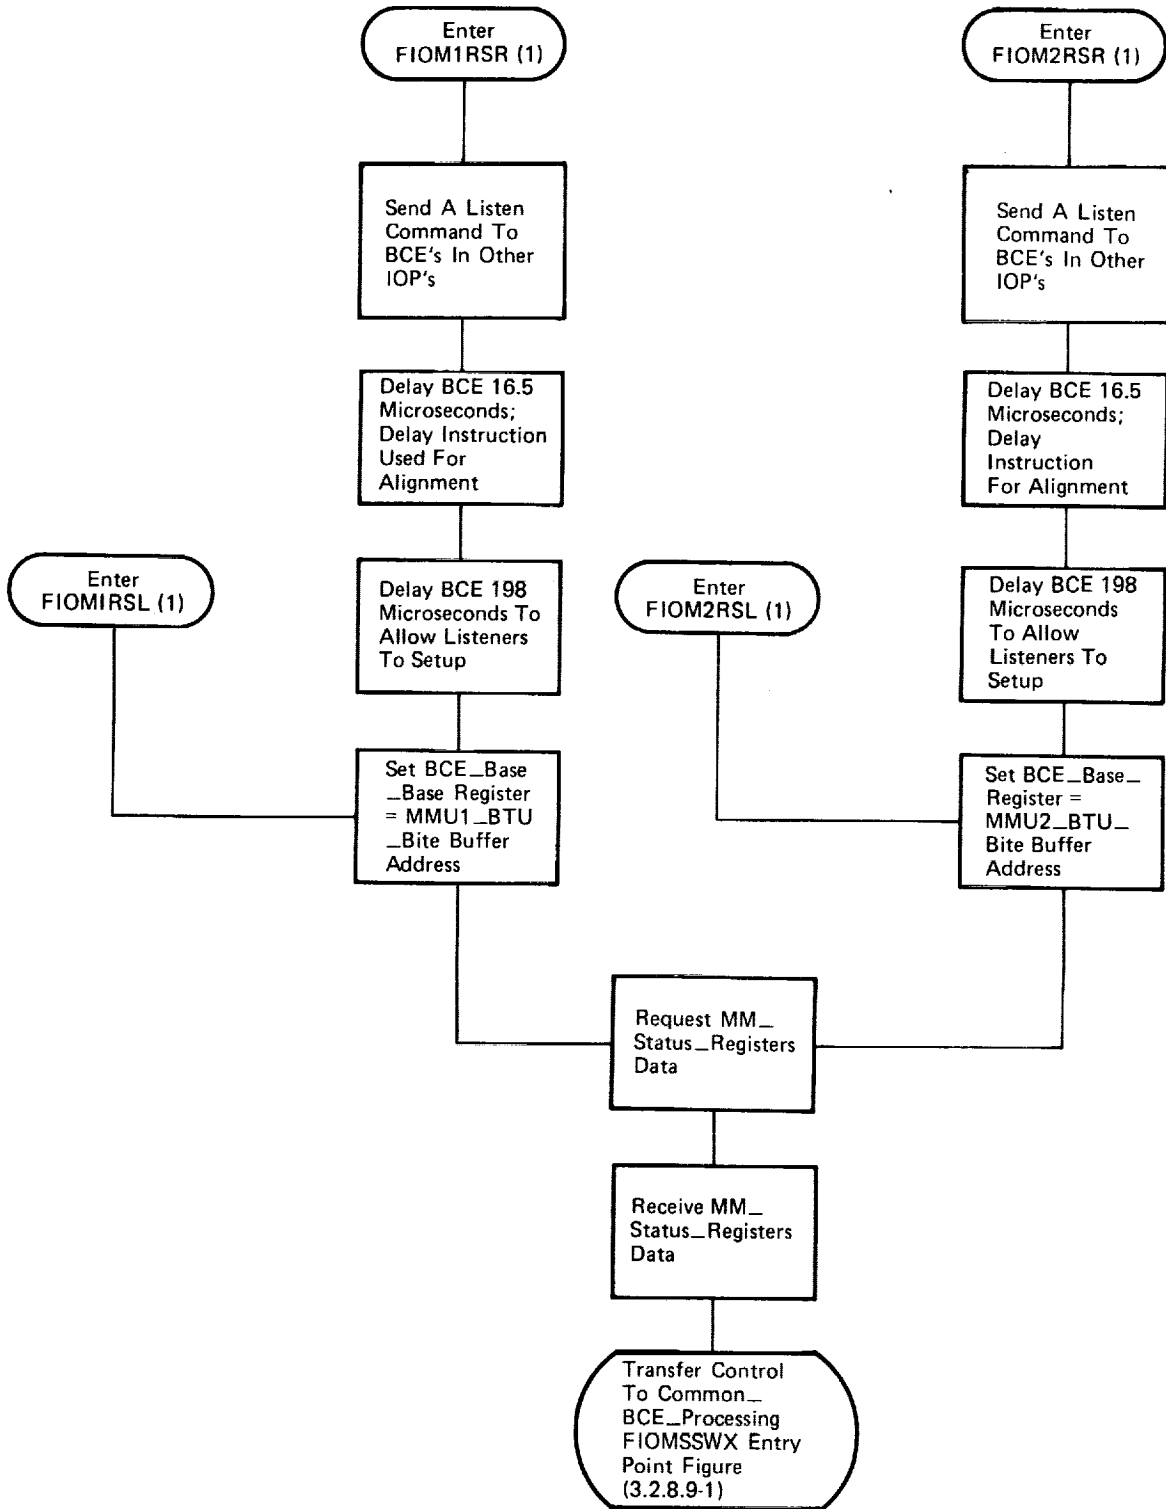 Enter
FIOM1RSR (1)
Enter
FIOM2RSR (1)
Send A Listen
Command To
BCE's In Other
IOP's
Send A Listen
Command To
BCE's In Other
IOP's
Delay BCE 16.5
Microseconds;
Delay Instruction
Used For
Alignment
Delay BCE 16.5
Microseconds;
Delay
Instruction
For Alignment
Enter
FIOMIRSL (1)
Delay BCE 198
Microseconds To
Allow Listeners
To Setup
Enter
FIOM2RSL (1)
Delay BCE 198
Microseconds
To Allow
Listeners To
Setup
Set BCE_Base
_Base Register
= MMU1_BTU
_Bite Buffer
Address
Set BCE_Base_
Register =
MMU2_BTU_
Bite Buffer
Address
Request MM_
Status_Registers
Data
Receive MM_
Status_Registers
Data
Transfer Control
To Common_
BCE_Processing
FIOMSSWX Entry
Point Figure
(3.2.8.9-1)